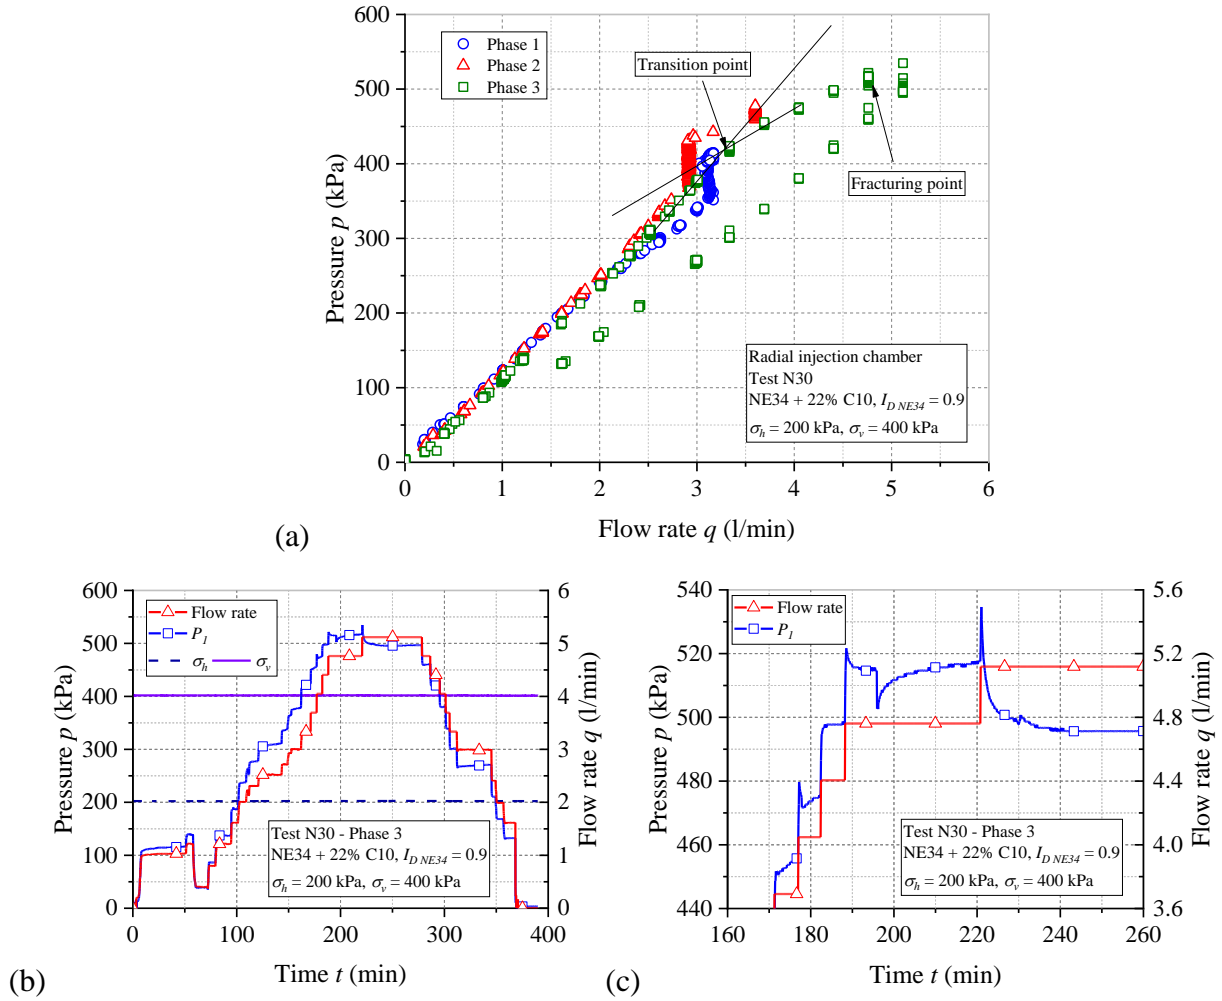 600
500
400
300
200
100
0
Pressure p (kPa)
Phase 1
Phase 2
Phase 3
Transition point
Fracturing point
Radial injection chamber
Test N30
NE34 + 22% C10, I_D NE34 = 0.9
σ_h = 200 kPa, σ_v = 400 kPa
0 1 2 3 4 5 6
Flow rate q (l/min)
(a)
600
500
400
300
200
100
0
Pressure p (kPa)
Flow rate
P_1
σ_h σ_v
Test N30 - Phase 3
NE34 + 22% C10, I_D NE34 = 0.9
σ_h = 200 kPa, σ_v = 400 kPa
6
5
4
3
2
1
0
Flow rate q (l/min)
0 100 200 300 400
Time t (min)
(b)
540
520
500
480
460
440
Pressure p (kPa)
Flow rate
P_1
Test N30 - Phase 3
NE34 + 22% C10, I_D NE34 = 0.9
σ_h = 200 kPa, σ_v = 400 kPa
5.6
5.2
4.8
4.4
4.0
3.6
Flow rate q (l/min)
160 180 200 220 240 260
Time t (min)
(c)